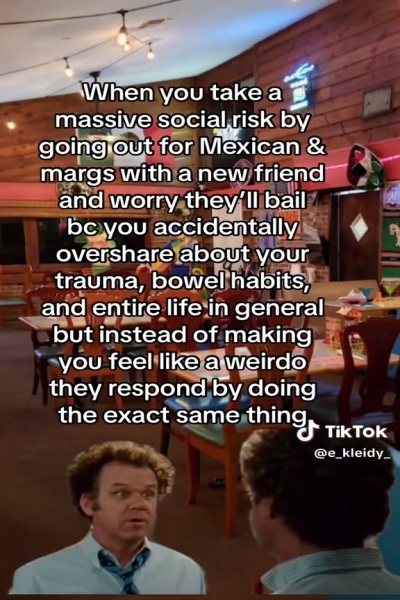 When you take a
massive social risk by
going out for Mexican &
margs with a new friend
and worry they'll bail
bc you accidentally
overshare about your
trauma, bowel habits,
and entire life in general
but instead of making
you feel like a weirdo
they respond by doing
the exact same thing
TikTok
@e_kleidy_